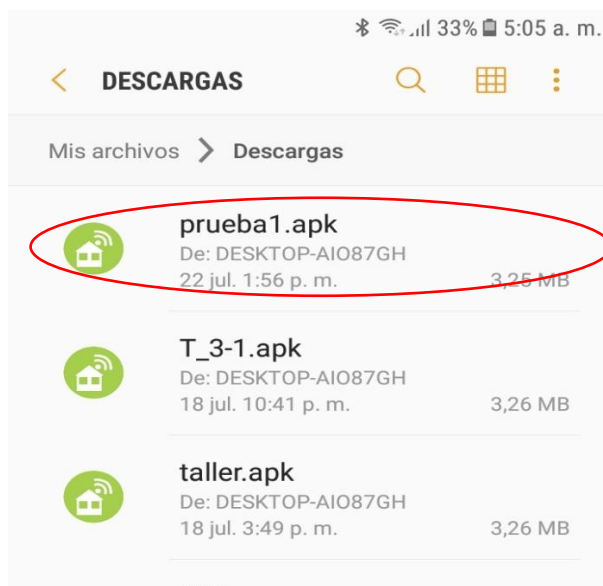 33% 5:05 a. m.
DESCARGAS
Mis archivos > Descargas
prueba1.apk
De: DESKTOP-AIO87GH
22 jul. 1:56 p. m. 3,25 MB
T_3-1.apk
De: DESKTOP-AIO87GH
18 jul. 10:41 p. m. 3,26 MB
taller.apk
De: DESKTOP-AIO87GH
18 jul. 3:49 p. m. 3,26 MB